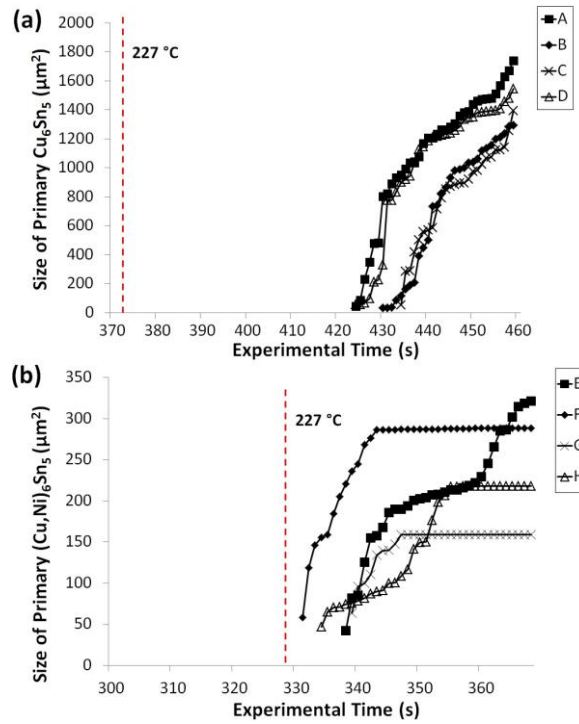 (a)
A
B
C
D
227 °C
2000
1800
1600
1400
1200
1000
800
600
400
200
0
Size of Primary Cu₆Sn₅ (µm²)
370 380 390 400 410 420 430 440 450 460
Experimental Time (s)
(b)
E
F
G
H
227 °C
350
300
250
200
150
100
50
0
Size of Primary (Cu,Ni)₆Sn₅ (µm²)
300 310 320 330 340 350 360
Experimental Time (s)